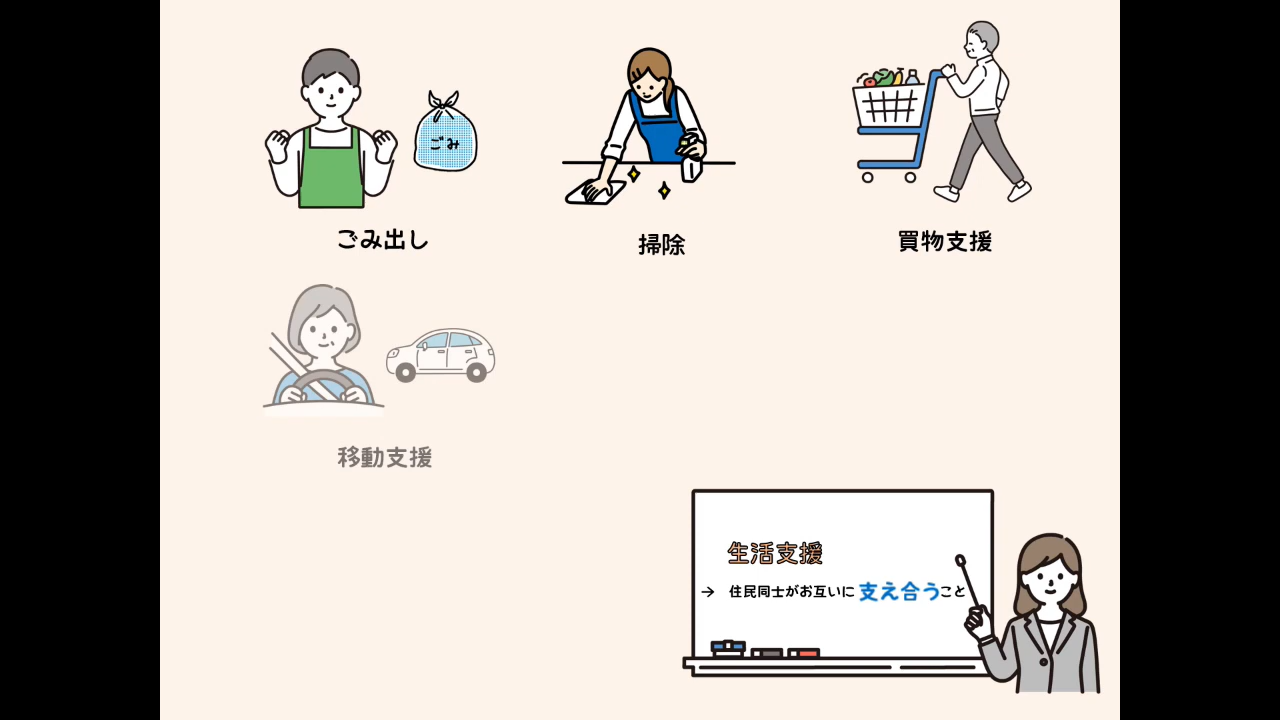 ごみ
ごみ出し
掃除
買物支援
移動支援
生活支援
→ 住民同士がお互いに支え合うこと